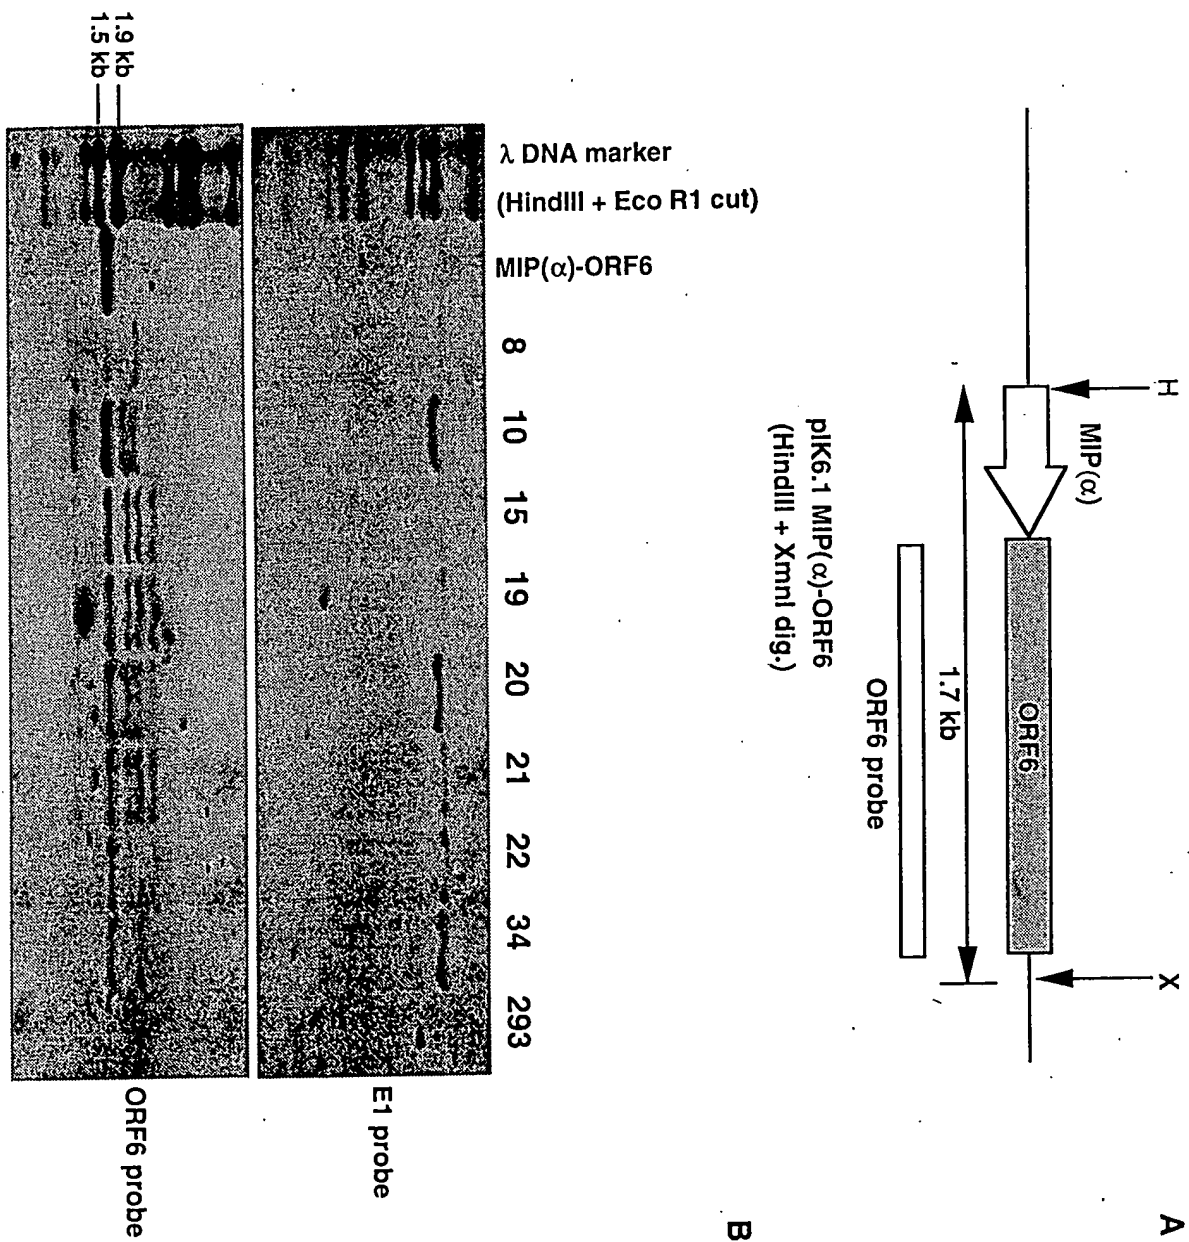 A
H
X
MIP(α)
ORF6
1.7 kb
ORF6 probe
pIK6.1 MIP(α)-ORF6
(HindIII + XmnI dig.)
B
λ DNA marker
(HindIII + Eco R1 cut)
MIP(α)-ORF6
8
10
15
19
20
21
22
34
293
E1 probe
1.9 kb
1.5 kb
ORF6 probe